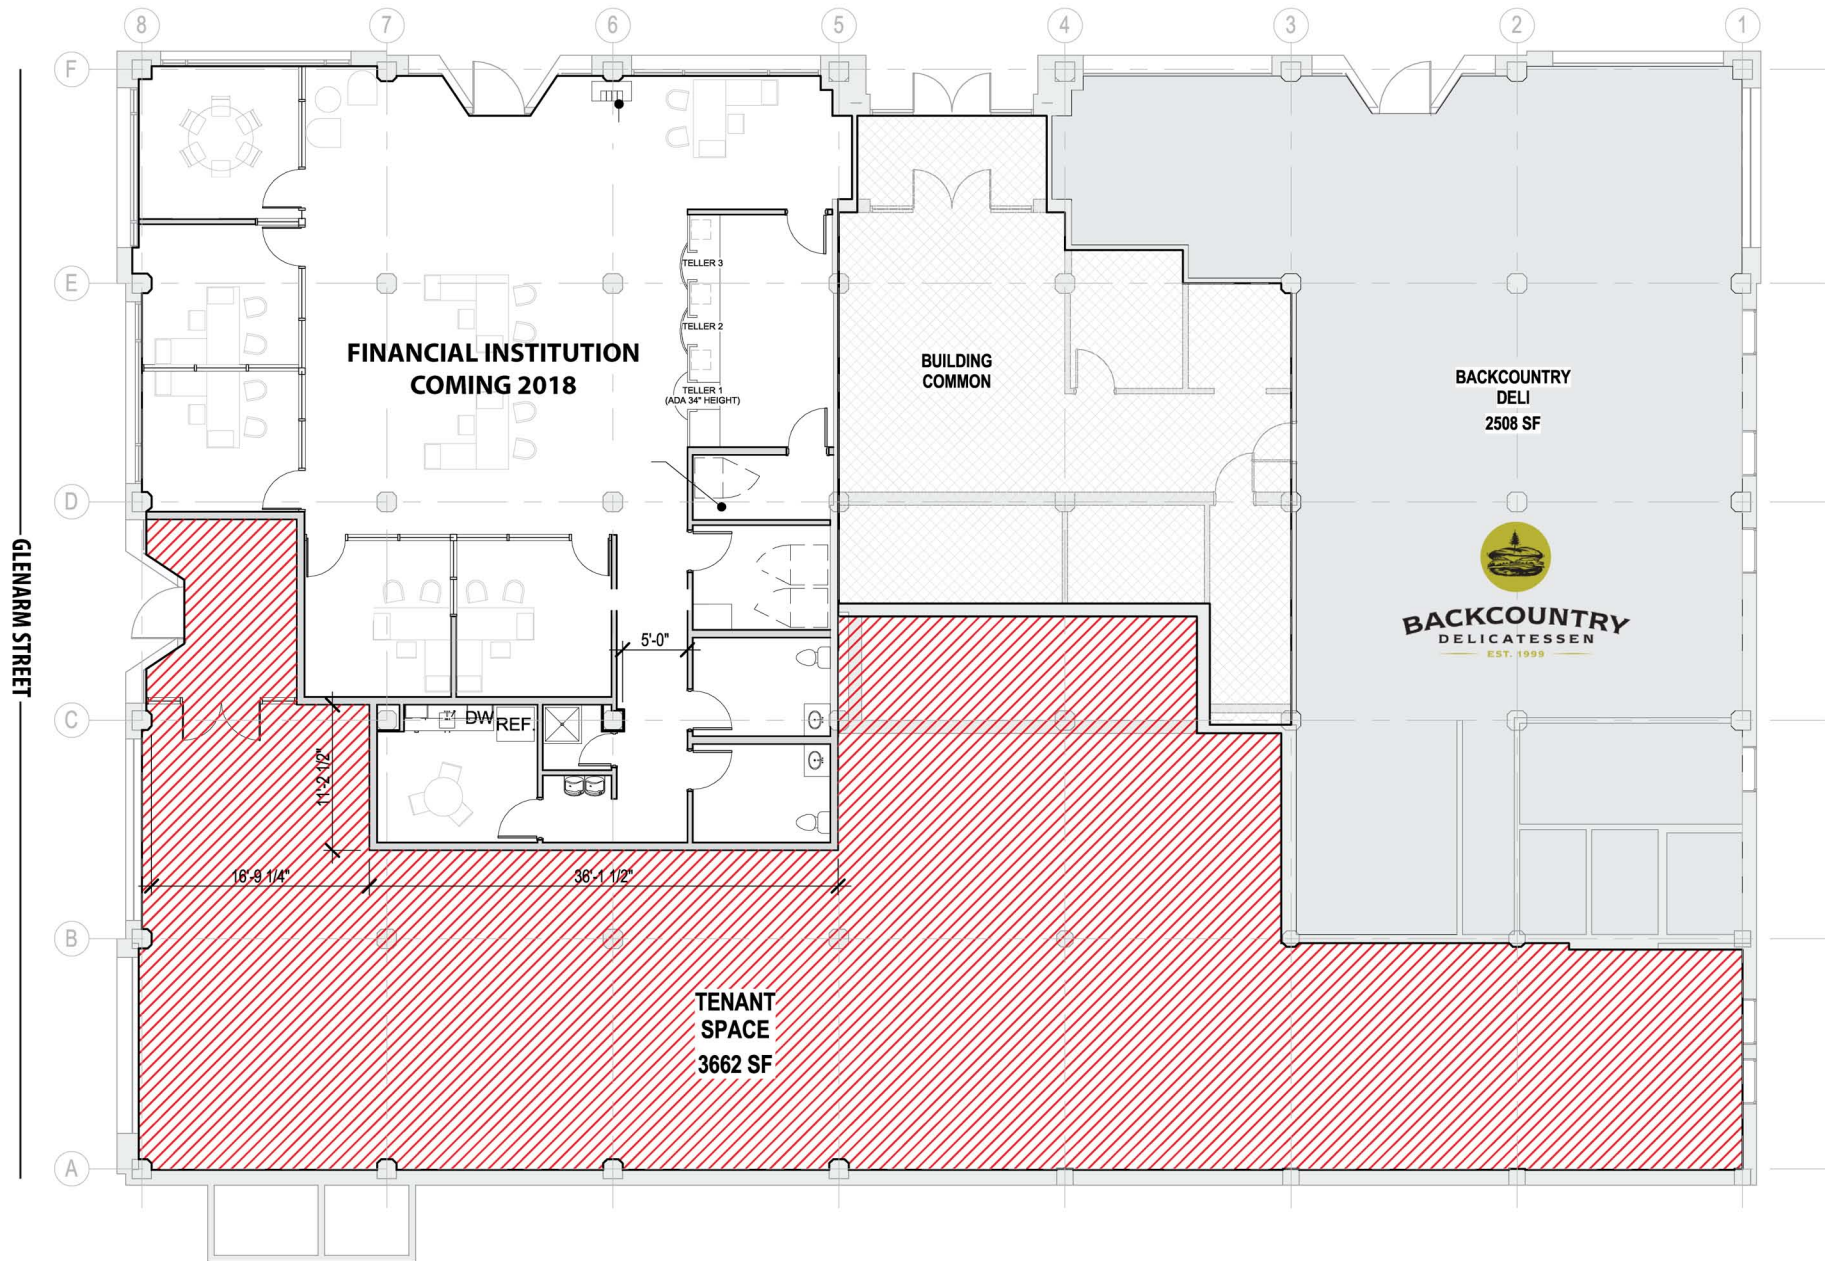 8
7
6
5
4
3
2
1
F
E
D
C
B
A
GLENARM STREET
FINANCIAL INSTITUTION
COMING 2018
TELLER 3
TELLER 2
TELLER 1
(ADA 34" HEIGHT)
BUILDING
COMMON
BACKCOUNTRY
DELI
2508 SF
BACKCOUNTRY
DELICATESSEN
EST. 1999
5'-0"
DW
REF.
11'-2 1/2"
16'-9 1/4"
36'-1 1/2"
TENANT
SPACE
3662 SF